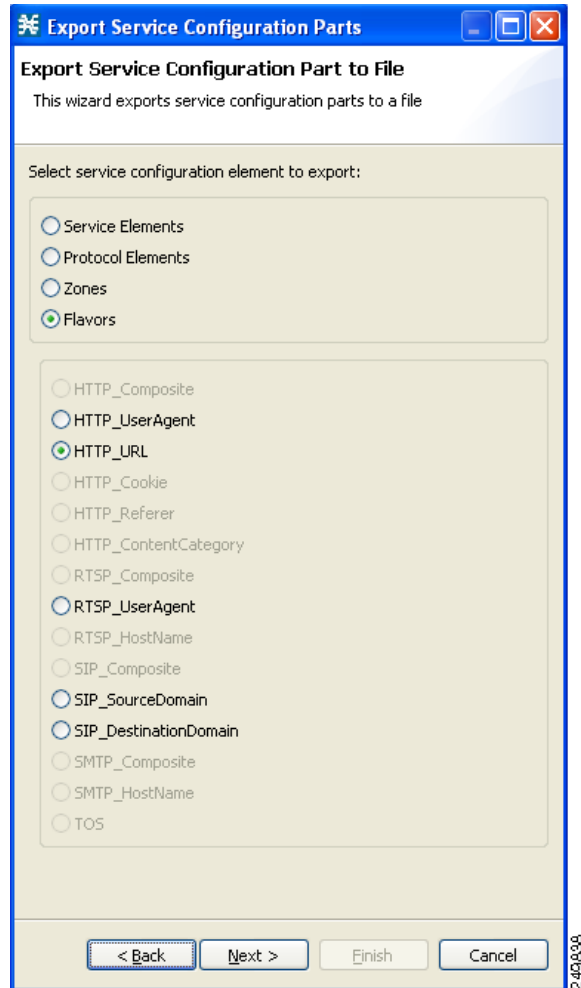 Export Service Configuration Parts
Export Service Configuration Part to File
This wizard exports service configuration parts to a file
Select service configuration element to export:
Service Elements
Protocol Elements
Zones
Flavors
HTTP_Composite
HTTP_UserAgent
HTTP_URL
HTTP_Cookie
HTTP_Referer
HTTP_ContentCategory
RTSP_Composite
RTSP_UserAgent
RTSP_HostName
SIP_Composite
SIP_SourceDomain
SIP_DestinationDomain
SMTP_Composite
SMTP_HostName
TOS
< Back
Next >
Finish
Cancel